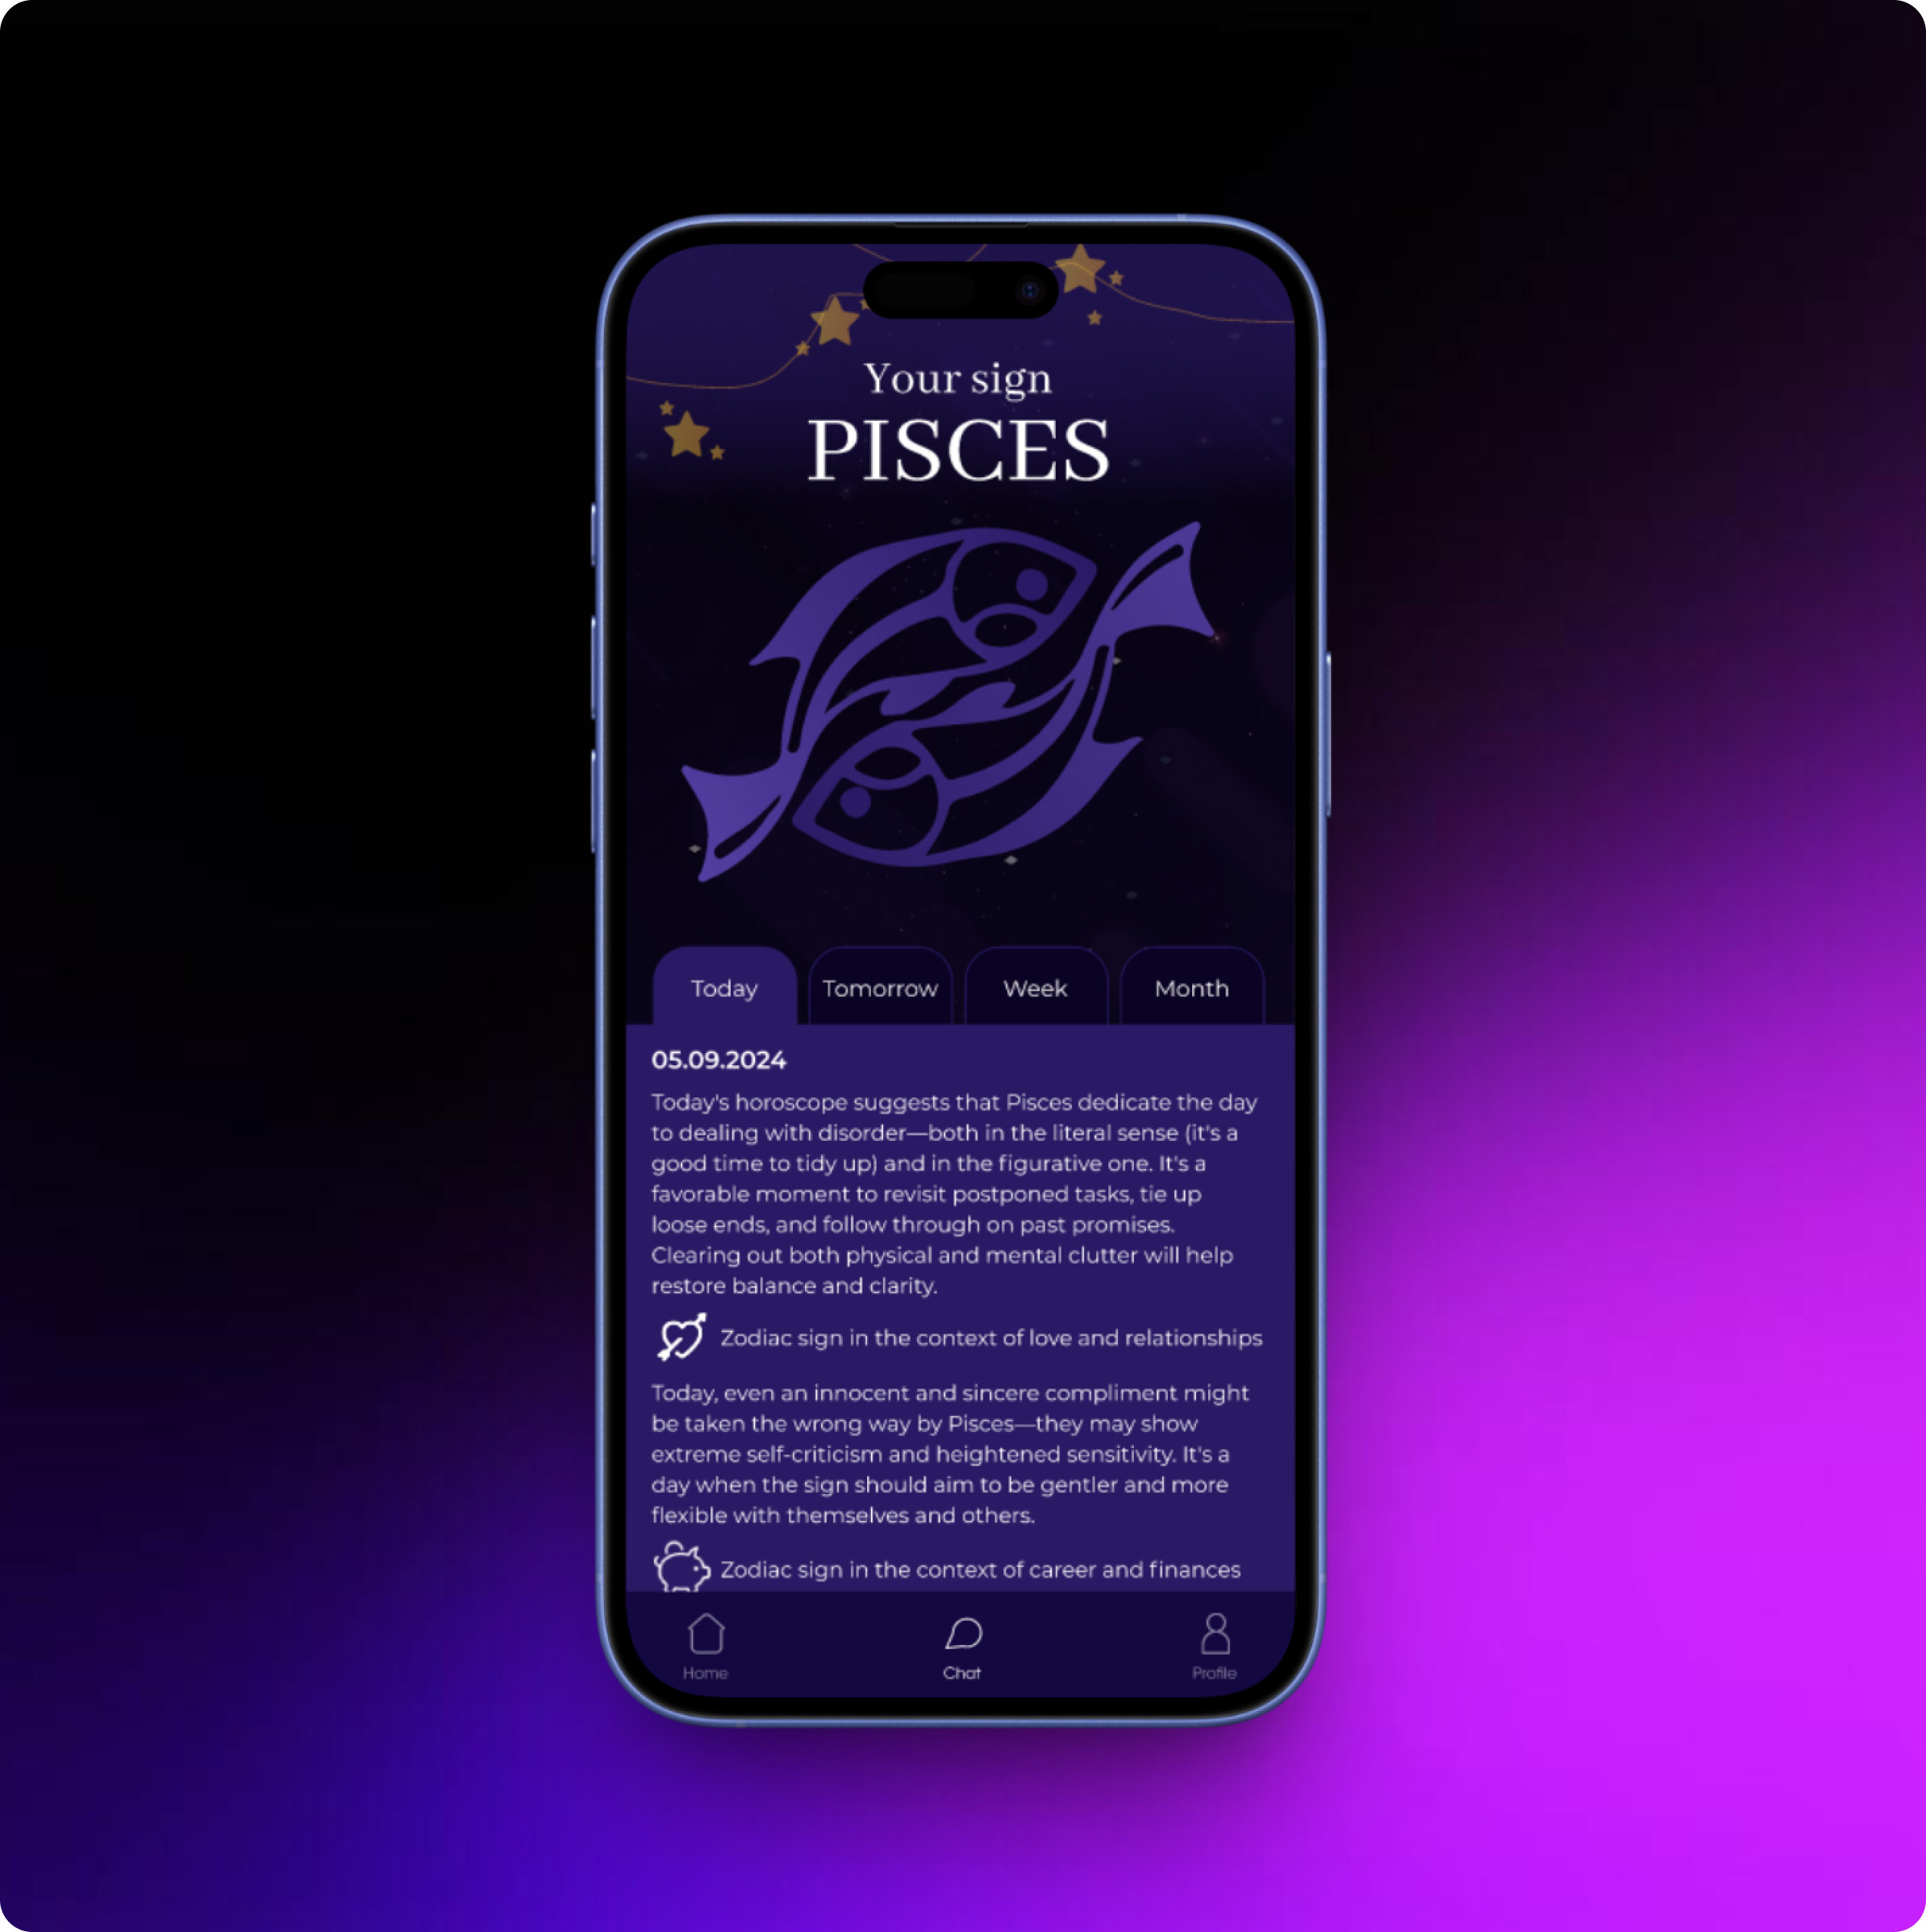 Your sign
PISCES
Today
Tomorrow
Week
Month
05.09.2024
Today's horoscope suggests that Pisces dedicate the day
to dealing with disorder—both in the literal sense (it's a
good time to tidy up) and in the figurative one. It's a
favorable moment to revisit postponed tasks, tie up
loose ends, and follow through on past promises.
Clearing out both physical and mental clutter will help
restore balance and clarity.
Zodiac sign in the context of love and relationships
Today, even an innocent and sincere compliment might
be taken the wrong way by Pisces—they may show
extreme self-criticism and heightened sensitivity. It's a
day when the sign should aim to be gentler and more
flexible with themselves and others.
Zodiac sign in the context of career and finances
Home
Chat
Profile